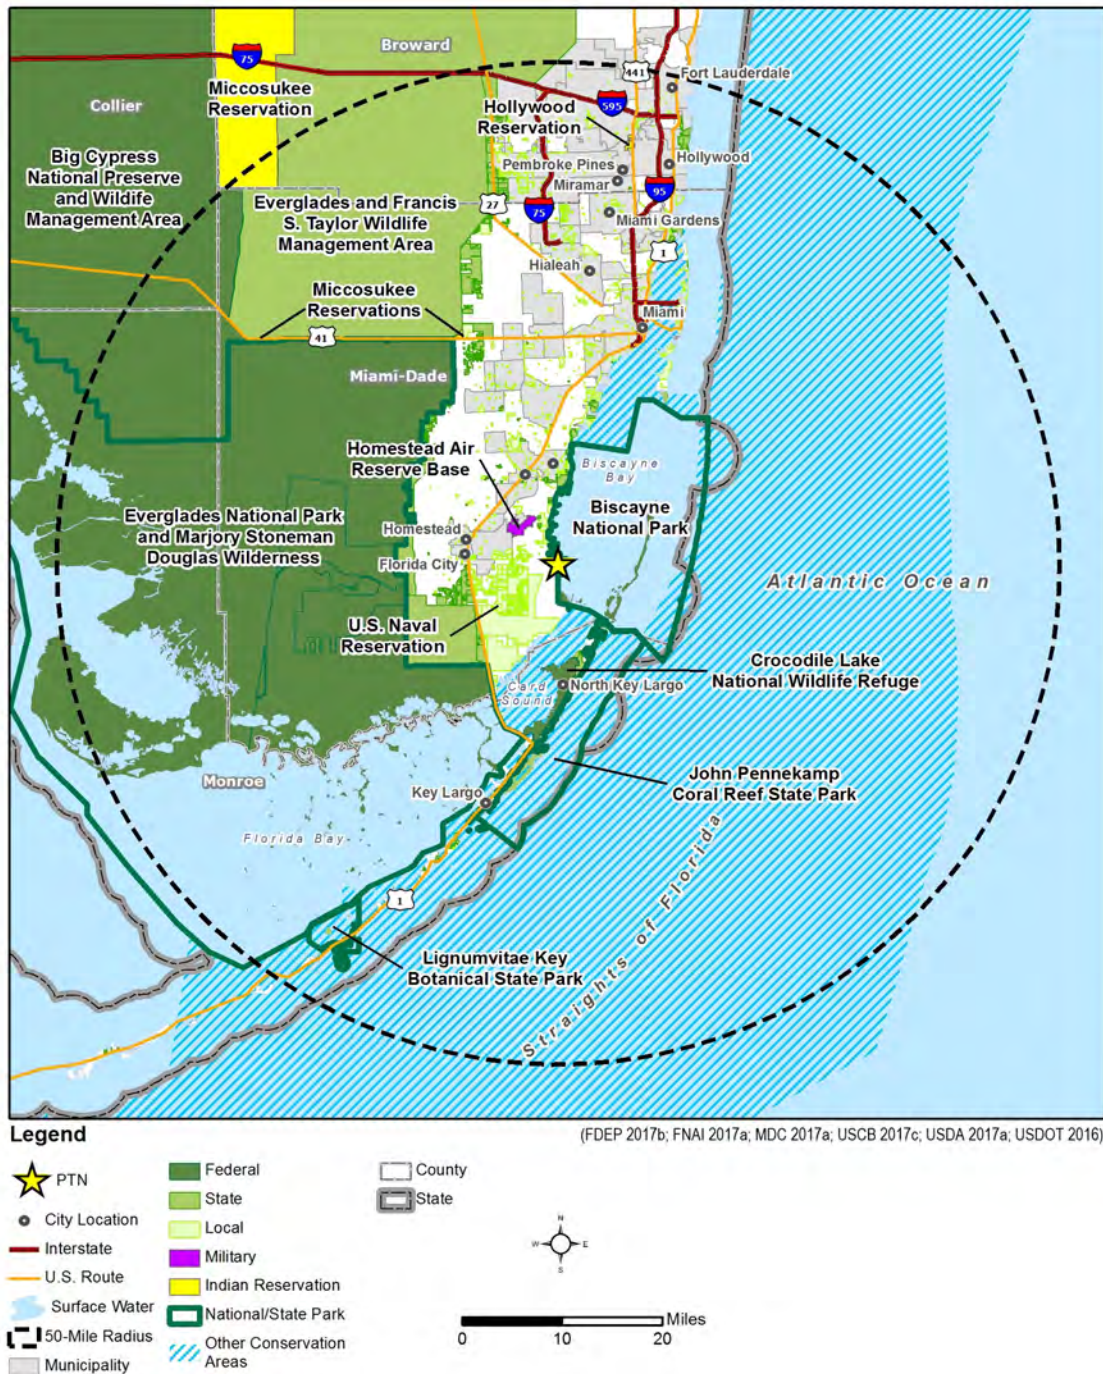 Broward
75
441
Fort Lauderdale
Miccosukee
Reservation
Collier
595
Hollywood
Reservation
Big Cypress
National Preserve
and Wildlife
Management Area
Pembroke Pines
Hollywood
Miramar
95
Everglades and Francis
S. Taylor Wildlife
Management Area
27
75
Miami Gardens
1
Hialeah
Miccosukee
Reservations
Miami
41
Miami-Dade
Homestead Air
Reserve Base
Biscayne
Bay
Biscayne
National Park
Everglades National Park
and Marjory Stoneman
Douglas Wilderness
Homestead
Florida City
Atlantic Ocean
U.S. Naval
Reservation
Crocodile Lake
National Wildlife Refuge
Card
Sound
North Key Largo
Monroe
John Pennekamp
Coral Reef State Park
Key Largo
Florida Bay
Straights of Florida
1
Lignumvitae Key
Botanical State Park
Legend
(FDEP 2017b; FNAI 2017a; MDC 2017a; USCB 2017c; USDA 2017a; USDOT 2016)
PTN
City Location
Interstate
U.S. Route
Surface Water
50-Mile Radius
Municipality
Federal
State
Local
Military
Indian Reservation
National/State Park
Other Conservation
Areas
County
State
N
W
E
S
Miles
0
10
20